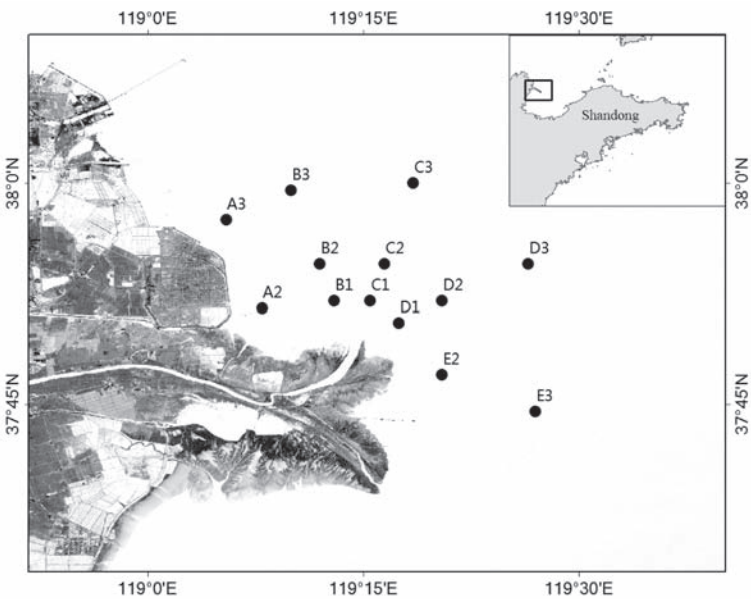 119°0'E 119°15'E 119°30'E
Shandong
38°0'N 38°0'N
C3
B3
A3
B2 C2 D3
B1 C1 D2
A2
D1
E2
E3
37°45'N 37°45'N
119°0'E 119°15'E 119°30'E